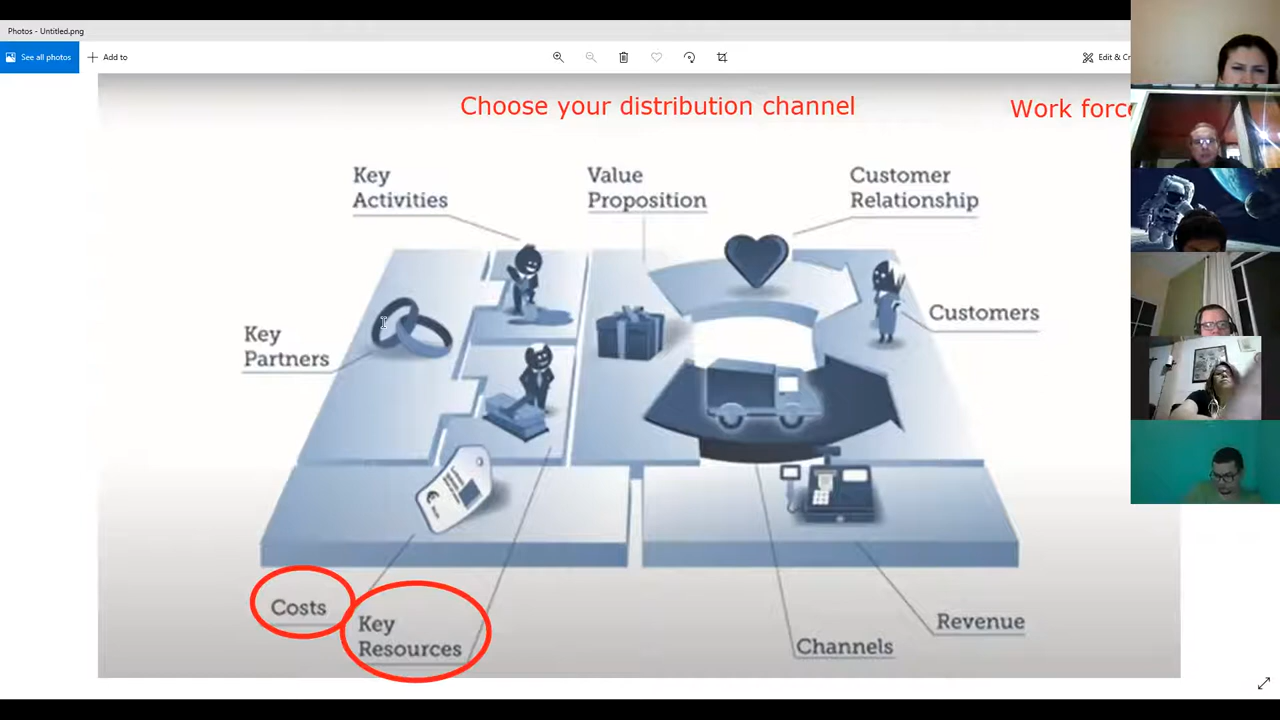 Photos - Untitled.png
See all photos
Add to
Edit & Cr
Choose your distribution channel
Work forc
Key
Activities
Value
Proposition
Customer
Relationship
Customers
Key
Partners
Costs
Key
Resources
Channels
Revenue